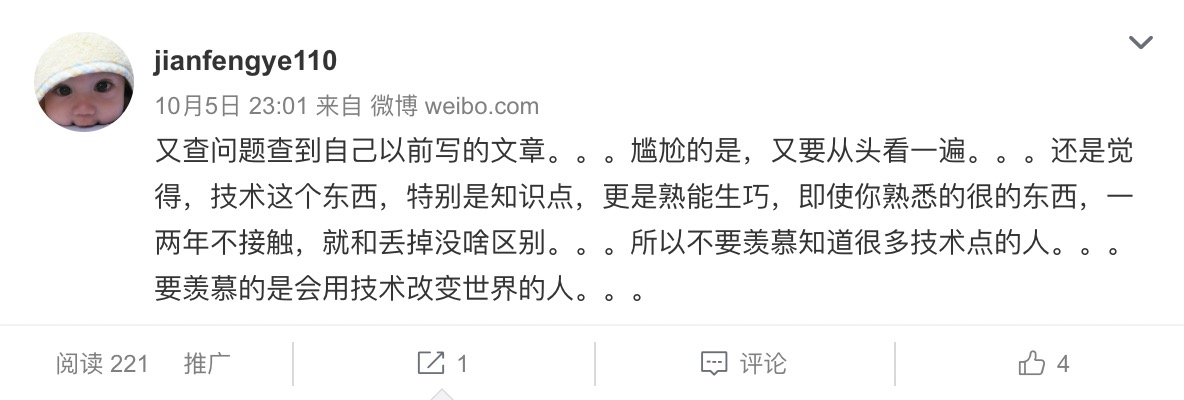 jianfengye110
10月5日 23:01 来自 微博 weibo.com
又查问题查到自己以前写的文章。。。尴尬的是，又要从头看一遍。。。还是觉
得，技术这个东西，特别是知识点，更是熟能生巧，即使你熟悉的很的东西，一
两年不接触，就和丢掉没啥区别。。。所以不要羡慕知道很多技术点的人。。。
要羡慕的是会用技术改变世界的人。。。
阅读 221 推广 1 评论 4